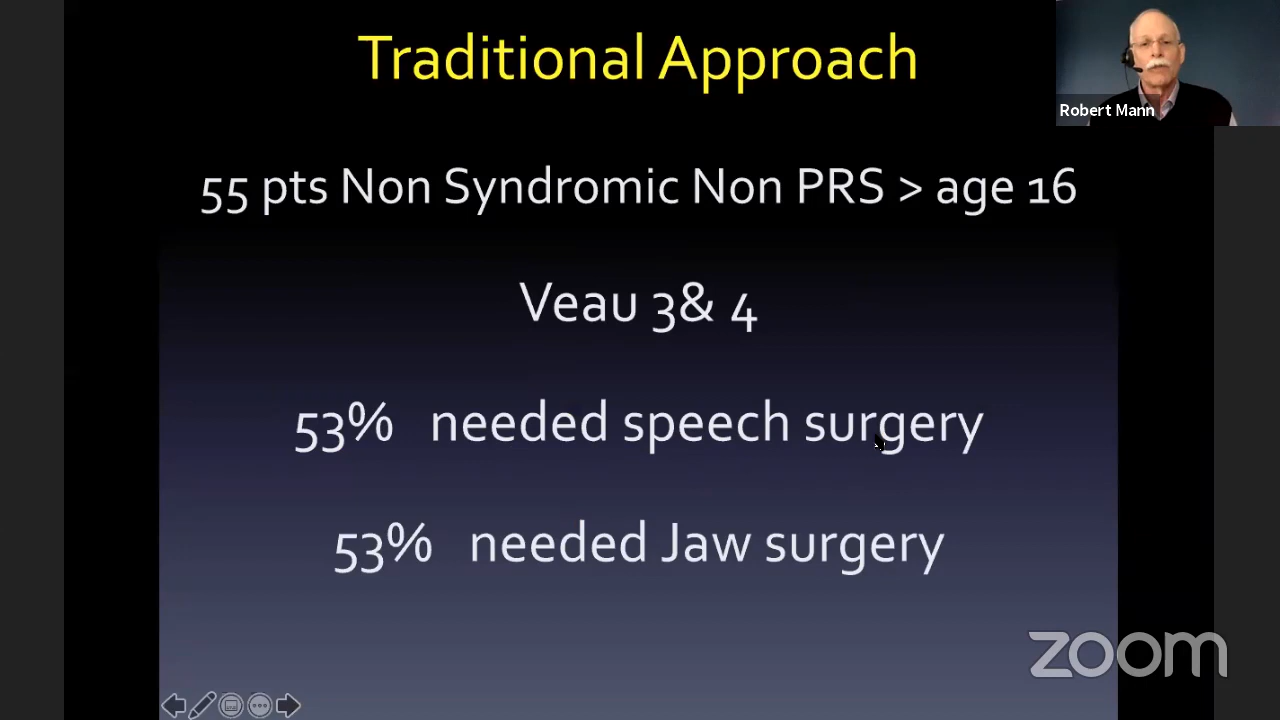 Traditional Approach
Robert Mann
55 pts Non Syndromic Non PRS > age 16
Veau 3& 4
53% needed speech surgery
53% needed Jaw surgery
zoom